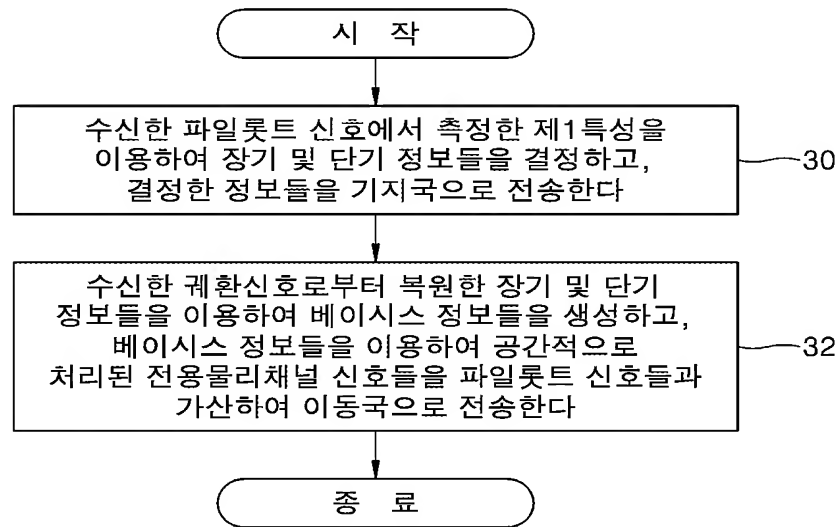 시 작
수신한 파일롯트 신호에서 측정한 제1특성을
이용하여 장기 및 단기 정보들을 결정하고,
결정한 정보들을 기지국으로 전송한다
30
수신한 궤환신호로부터 복원한 장기 및 단기
정보들을 이용하여 베이시스 정보들을 생성하고,
베이시스 정보들을 이용하여 공간적으로
처리된 전용물리채널 신호들을 파일롯트 신호들과
가산하여 이동국으로 전송한다
32
종 료